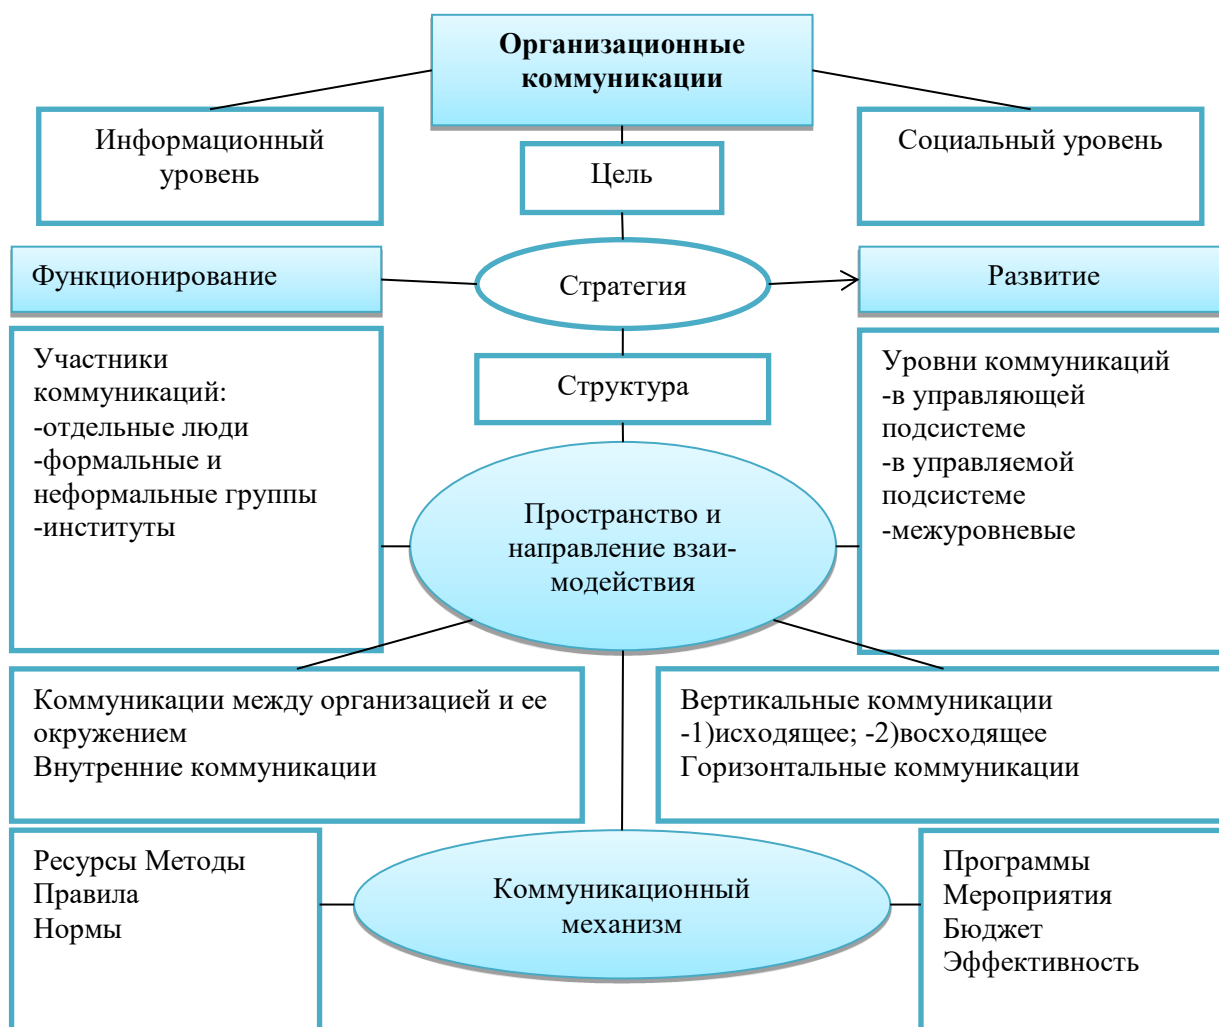 Организационные
коммуникации
Информационный
уровень
Социальный уровень
Цель
Функционирование
Стратегия
Развитие
Участники
коммуникаций:
-отдельные люди
-формальные и
неформальные группы
-институты
Структура
Уровни коммуникаций
-в управляющей
подсистеме
-в управляемой
подсистеме
-межуровневые
Пространство и
направление взаи-
модействия
Коммуникации между организацией и ее
окружением
Внутренние коммуникации
Вертикальные коммуникации
-1)исходящее; -2)восходящее
Горизонтальные коммуникации
Ресурсы Методы
Правила
Нормы
Коммуникационный
механизм
Программы
Мероприятия
Бюджет
Эффективность